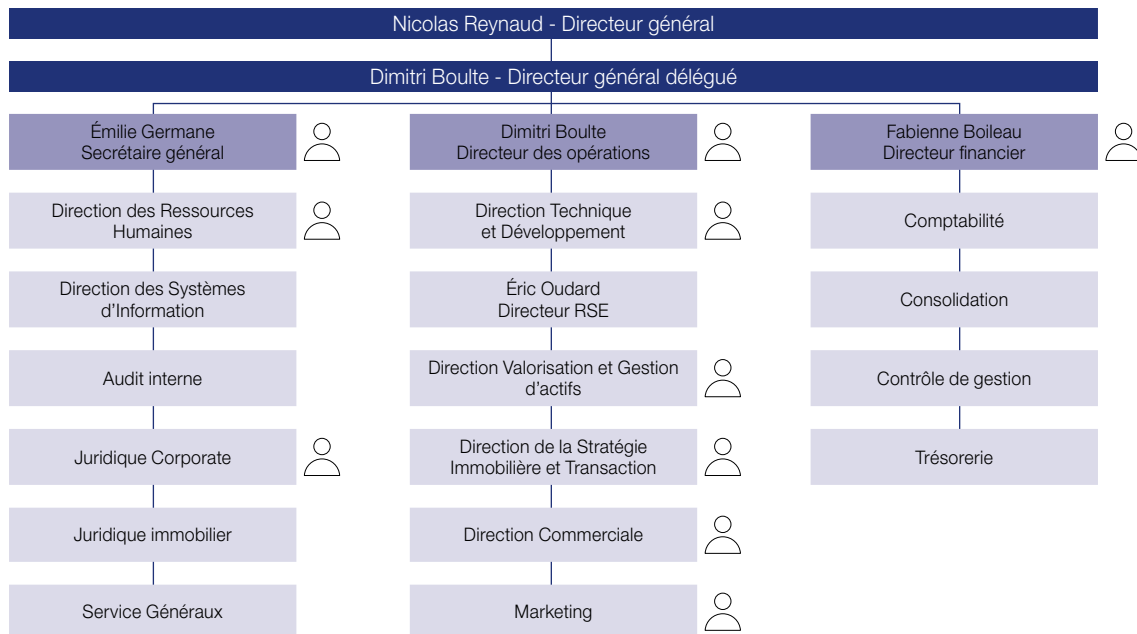 Nicolas Reynaud - Directeur général
Dimitri Boulte - Directeur général délégué
Émilie Germane
Secrétaire général
Direction des Ressources
Humaines
Direction des Systèmes
d'Information
Audit interne
Juridique Corporate
Juridique immobilier
Service Généraux
Dimitri Boulte
Directeur des opérations
Direction Technique
et Développement
Éric Oudard
Directeur RSE
Direction Valorisation et Gestion
d'actifs
Direction de la Stratégie
Immobilière et Transaction
Direction Commerciale
Marketing
Fabienne Boileau
Directeur financier
Comptabilité
Consolidation
Contrôle de gestion
Trésorerie